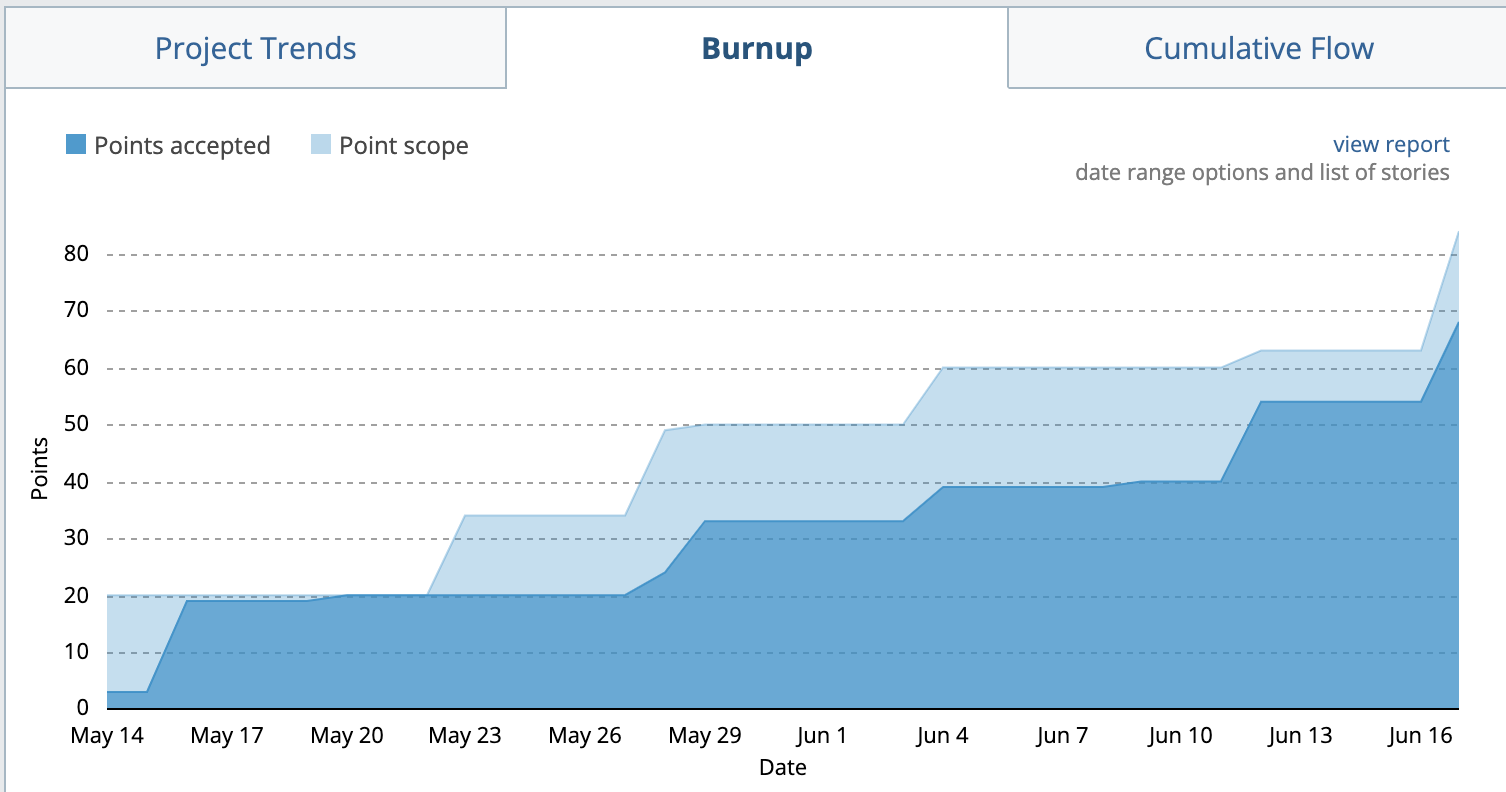 Project Trends
Burnup
Cumulative Flow
Points accepted
Point scope
view report
date range options and list of stories
80
70
60
50
40
30
20
10
0
Points
May 14
May 17
May 20
May 23
May 26
May 29
Jun 1
Jun 4
Jun 7
Jun 10
Jun 13
Jun 16
Date